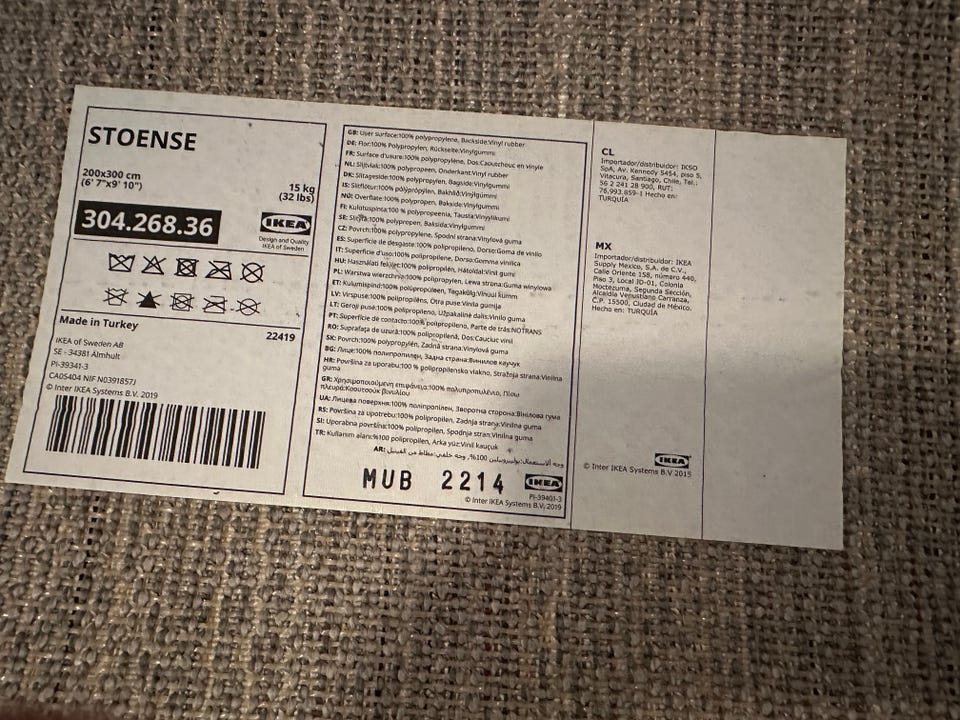 STOENSE
200x300 cm
(6' 7"x9' 10")
15 kg
(32 lbs)
304.268.36
IKEA
Design and Quality
IKEA of Sweden
Made in Turkey
22419
IKEA of Sweden AB
SE - 34381 Älmhult
PI-39341-3
CA05404 NIF N0391857J
© Inter IKEA Systems B.V. 2019
GB: User surface:100% polypropylene, Backside:Vinyl rubber
DE: Flor:100% Polypropylen, Rückseite:Vinylgummi
FR: Surface d'usure:100% polypropylène, Dos:Caoutchouc en vinyle
NL: Slijtvlak:100% polypropeen, Onderkant:Vinyl rubber
DK: Slitageside:100% polypropylen, Bagside:Vinylgummi
IS: Slitflötur:100% pólýprópýlen, Bakhlið:Vinýlgúmmí
NO: Overflate:100% polypropen, Bakside:Vinylgummi
FI: Kulutuspinta:100 % polypropeenia, Tausta:Vinyylikumi
SE: Slityta:100% polypropen, Baksida:Vinylgummi
CZ: Povrch:100% polypropylen, Spodní strana:Vinylová guma
ES: Superficie de desgaste:100% polipropileno, Dorso:Goma de vinilo
IT: Superficie d'uso:100% polipropilene, Dorso:Gomma vinilica
HU: Használati felület:100% polipropilén, Hátoldal:Vinil gumi
PL: Warstwa wierzchnia:100% polipropylen, Lewa strona:Guma winylowa
ET: Kulumispind:100% polüpropüleen, Tagakülg:Vinüül kumm
LV: Virspuse:100% polipropilēns, Otra puse:Vinila gumija
LT: Geroji pusė:100% polipropilenas, Užpakalinė dalis:Vinilo guma
PT: Superfície de contacto:100% polipropileno, Parte de trás:NOTRANS
RO: Suprafaţa de uzură:100% polipropilenă, Dos:Cauciuc vinil
SK: Povrch:100% polypropylén, Zadná strana:Vinylová guma
BG: Лице:100% полипропилен, Задна страна:Винилов каучук
HR: Površina za uporabu:100 % polipropilensko vlakno, Stražnja strana:Vinilna
guma
GR: Χρησιμοποιούμενη επιφάνεια:100% πολυπροπυλένιο, Πίσω
πλευρά:Καουτσούκ βινυλίου
UA: Лицева поверхня:100% поліпропілен, Зворотна сторона:Вінілова гума
RS: Površina za upotrebu:100% polipropilen, Zadnja strana:Vinilna guma
SI: Uporabna površina:100% polipropilen, Spodnja stran:Vinilna guma
TR: Kullanım alanı:%100 polipropilen, Arka yüz:Vinil kauçuk
AR: وجه الاستعمال:بوليبروبيلين 100%, وجه خلفي:مطاط من الفينيل
MUB 2214
IKEA
PI-39401-3
© Inter IKEA Systems B.V. 2019
CL
Importador/distribuidor: IKSO
SpA, Av. Kennedy 5454, piso 5,
Vitacura, Santiago, Chile, Tel.:
56 2 241 28 900, RUT:
76.993.859-1 Hecho en:
TURQUÍA
MX
Importador/distribuidor: IKEA
Supply Mexico, S.A. de C.V.,
Calle Oriente 158, número 440,
Piso 3, Local JD-01, Colonia
Moctezuma, Segunda Sección,
Alcaldía Venustiano Carranza,
C.P. 15500, Ciudad de México.
Hecho en: TURQUÍA
IKEA
© Inter IKEA Systems B.V 2015